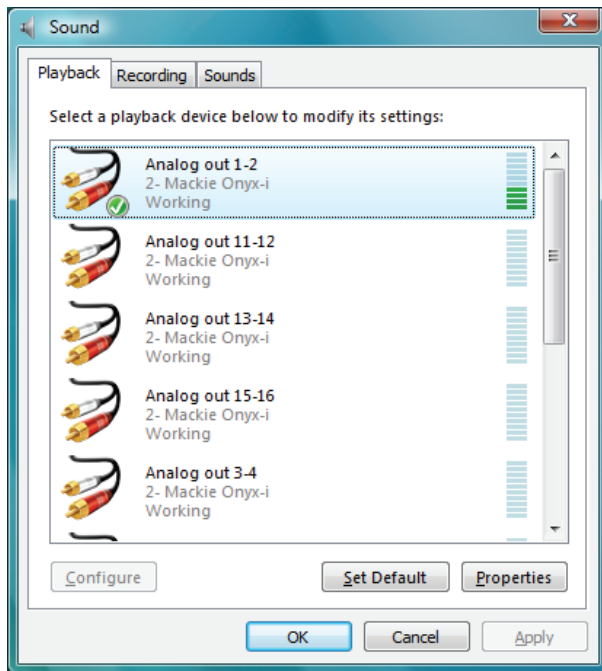 Sound
Playback Recording Sounds
Select a playback device below to modify its settings:
Analog out 1-2
2- Mackie Onyx-i
Working
Analog out 11-12
2- Mackie Onyx-i
Working
Analog out 13-14
2- Mackie Onyx-i
Working
Analog out 15-16
2- Mackie Onyx-i
Working
Analog out 3-4
2- Mackie Onyx-i
Working
Configure Set Default Properties
OK Cancel Apply